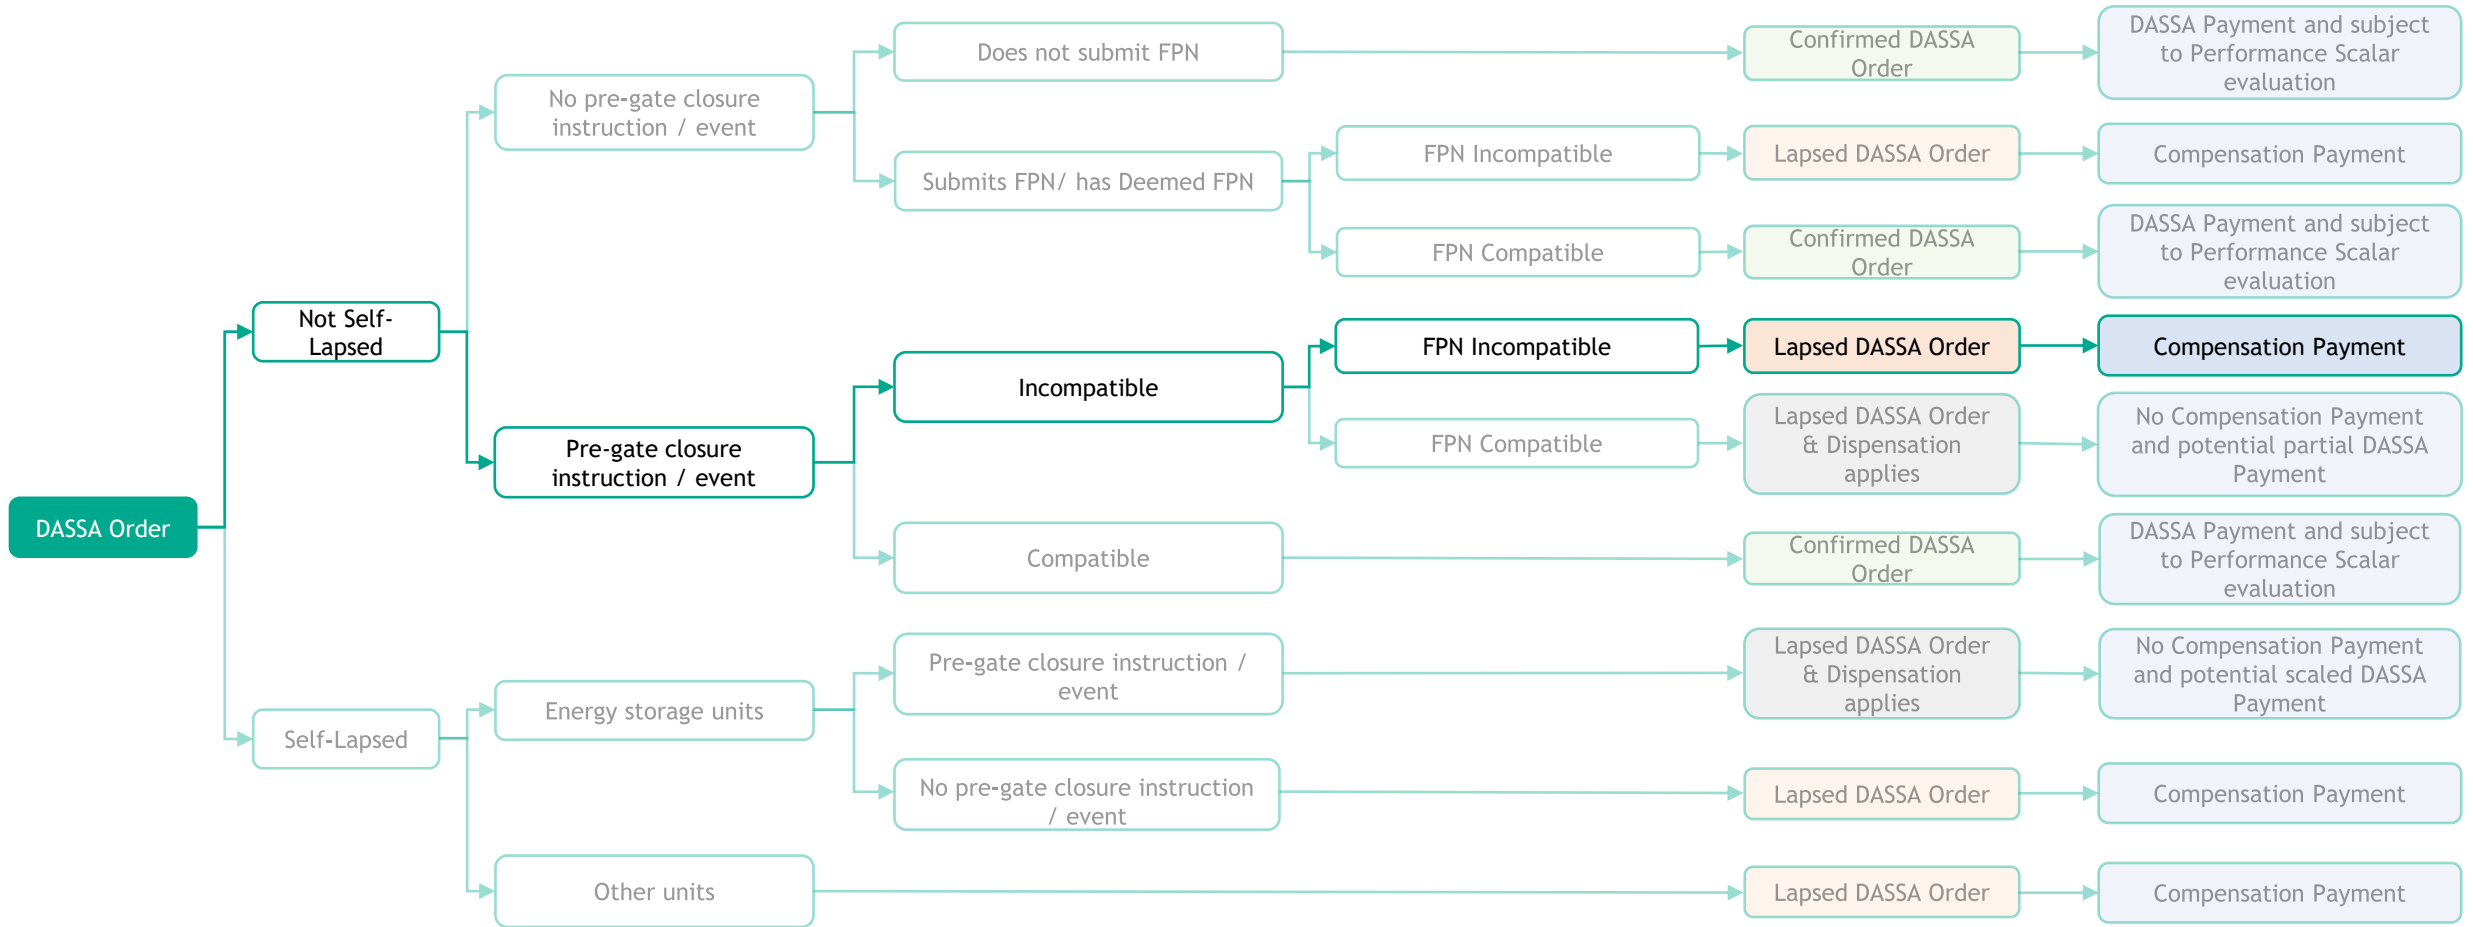 Does not submit FPN
Confirmed DASSA
Order
DASSA Payment and subject
to Performance Scalar
evaluation
No pre-gate closure
instruction / event
Submits FPN/ has Deemed FPN
FPN Incompatible
Lapsed DASSA Order
Compensation Payment
FPN Compatible
Confirmed DASSA
Order
DASSA Payment and subject
to Performance Scalar
evaluation
Not Self-
Lapsed
FPN Incompatible
Lapsed DASSA Order
Compensation Payment
Incompatible
FPN Compatible
Lapsed DASSA Order
& Dispensation
applies
No Compensation Payment
and potential partial DASSA
Payment
Pre-gate closure
instruction / event
DASSA Order
Compatible
Confirmed DASSA
Order
DASSA Payment and subject
to Performance Scalar
evaluation
Pre-gate closure instruction /
event
Lapsed DASSA Order
& Dispensation
applies
No Compensation Payment
and potential scaled DASSA
Payment
Energy storage units
Self-Lapsed
No pre-gate closure instruction
/ event
Lapsed DASSA Order
Compensation Payment
Other units
Lapsed DASSA Order
Compensation Payment